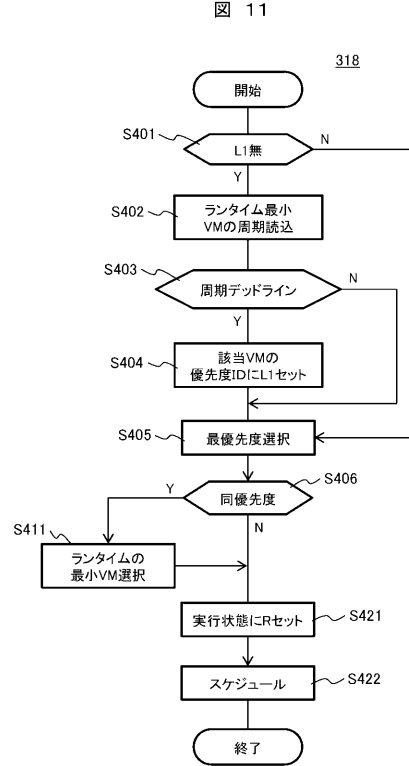 図 11
318
開始
S401
L1無
N
Y
S402
ランタイム最小
VMの周期読込
S403
周期デッドライン
N
Y
S404
該当VMの
優先度IDにL1セット
S405
最優先度選択
S406
同優先度
Y
N
S411
ランタイムの
最小VM選択
実行状態にRセット
S421
スケジュール
S422
終了